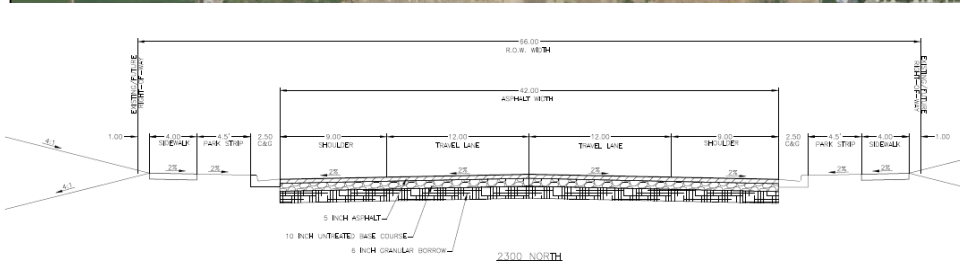 66.00
R.O.W. WIDTH
42.00
ASPHALT WIDTH
EXISTING/FUTURE
RIGHT-OF-WAY
EXISTING/FUTURE
RIGHT-OF-WAY
1.00 4.00 4.5' 2.50 9.00 12.00 12.00 9.00 2.50 4.5' 4.00 1.00
SIDEWALK PARK STRIP C&G SHOULDER TRAVEL LANE TRAVEL LANE SHOULDER C&G PARK STRIP SIDEWALK
4:1 2% 2% 2% 2% 2% 2% 2% 2%
4:1
5 INCH ASPHALT
10 INCH UNTREATED BASE COURSE
6 INCH GRANULAR BORROW
2300 NORTH